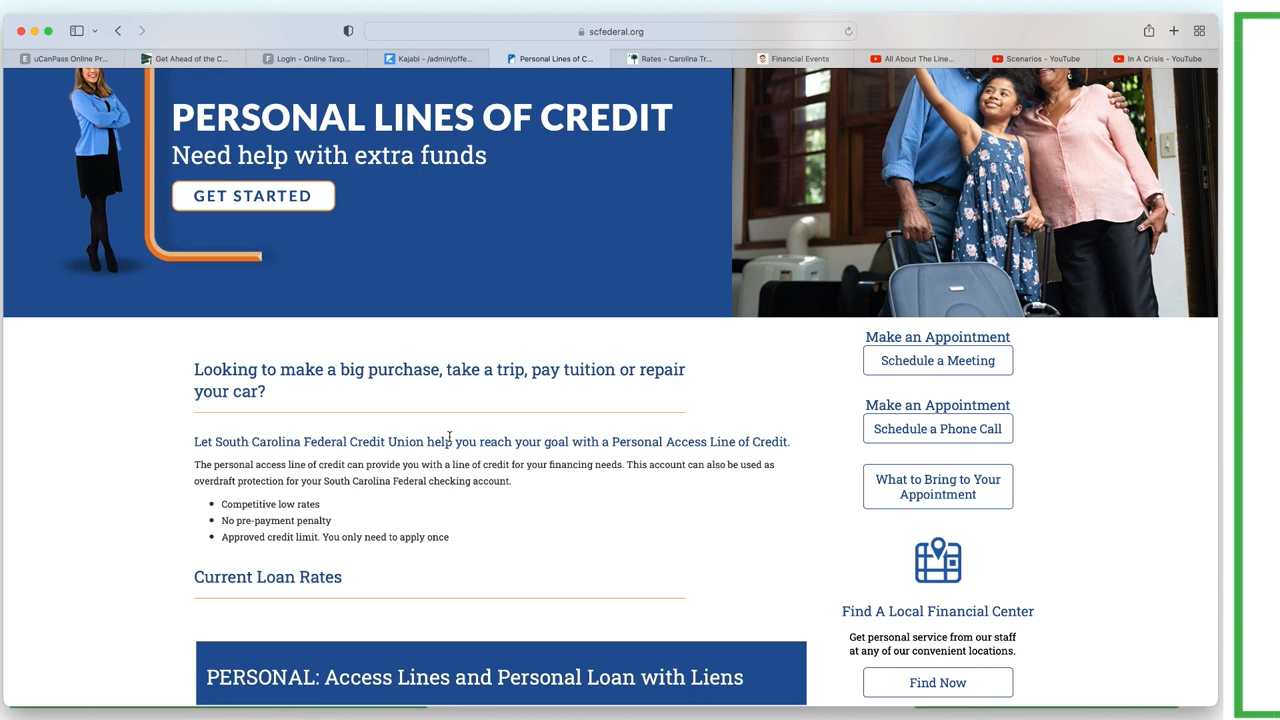 scfederal.org
uCanPass Online Pr...
Get Ahead of the C...
Login - Online Taxp...
Kajabi - /admin/offe...
Personal Lines of C...
Rates - Carolina Tr...
Financial Events
All About The Line...
Scenarios - YouTube
In A Crisis - YouTube
PERSONAL LINES OF CREDIT
Need help with extra funds
GET STARTED
Looking to make a big purchase, take a trip, pay tuition or repair
your car?
Let South Carolina Federal Credit Union help you reach your goal with a Personal Access Line of Credit.
The personal access line of credit can provide you with a line of credit for your financing needs. This account can also be used as
overdraft protection for your South Carolina Federal checking account.
Competitive low rates
No pre-payment penalty
Approved credit limit. You only need to apply once
Current Loan Rates
PERSONAL: Access Lines and Personal Loan with Liens
Make an Appointment
Schedule a Meeting
Make an Appointment
Schedule a Phone Call
What to Bring to Your
Appointment
Find A Local Financial Center
Get personal service from our staff
at any of our convenient locations.
Find Now